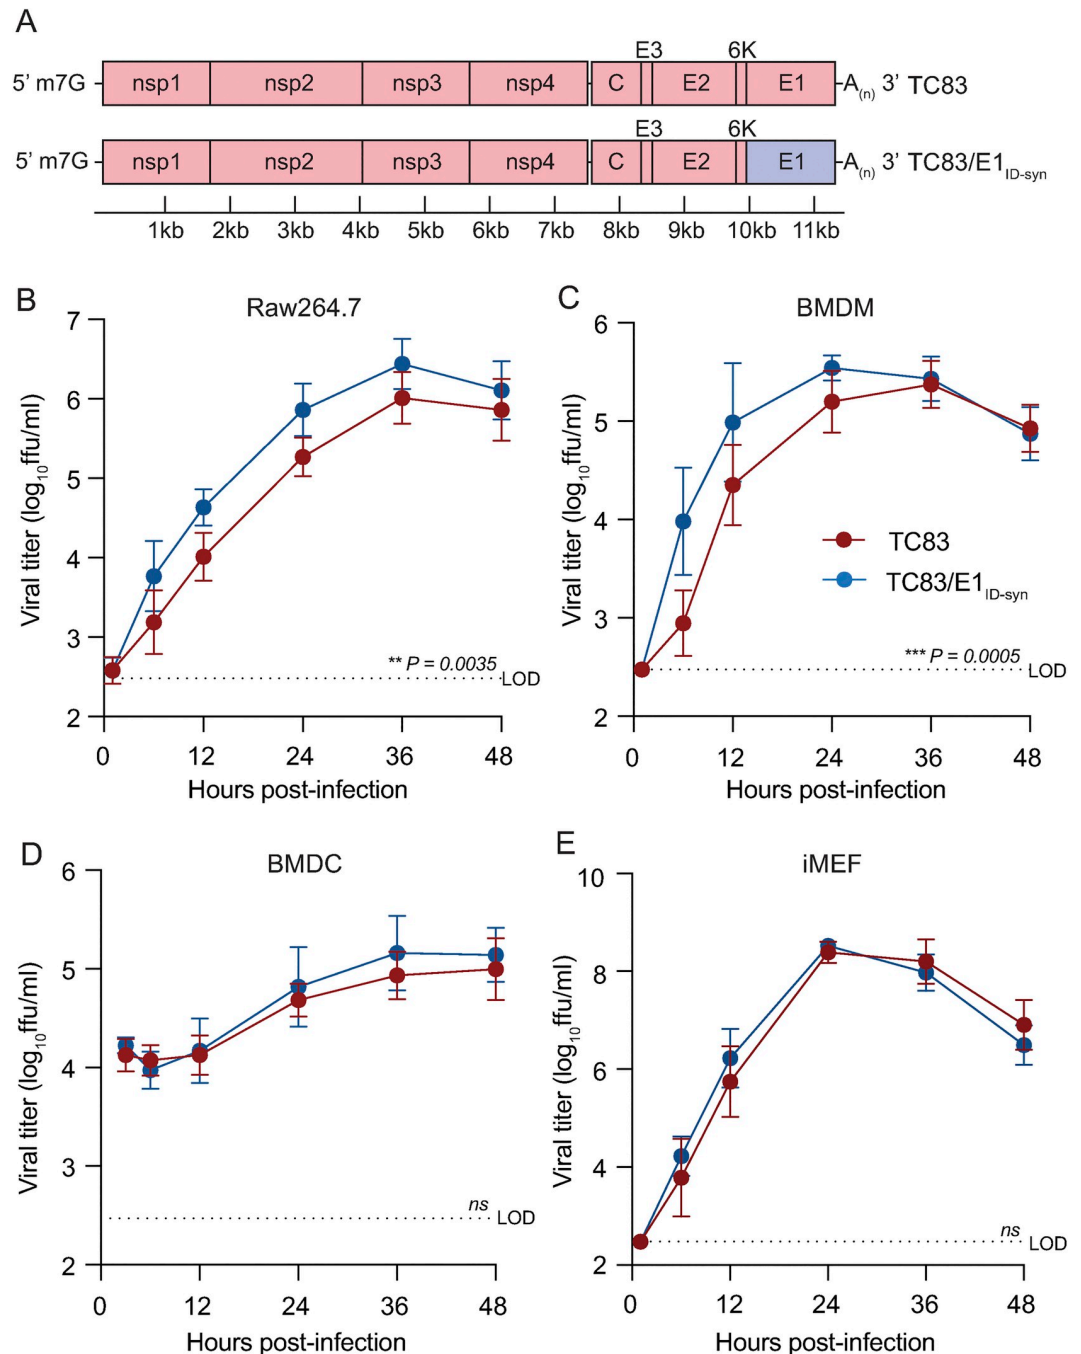 A
E3 6K
5’ m7G nsp1 nsp2 nsp3 nsp4 C E2 E1 A(n) 3’ TC83
E3 6K
5’ m7G nsp1 nsp2 nsp3 nsp4 C E2 E1 A(n) 3’ TC83/E1ID-syn
1kb 2kb 3kb 4kb 5kb 6kb 7kb 8kb 9kb 10kb 11kb
B
Raw264.7
Viral titer (log10ffu/ml)
7
6
5
4
3
2
** P = 0.0035
LOD
0 12 24 36 48
Hours post-infection
C
BMDM
Viral titer (log10ffu/ml)
6
5
4
3
2
TC83
TC83/E1ID-syn
*** P = 0.0005
LOD
0 12 24 36 48
Hours post-infection
D
BMDC
Viral titer (log10ffu/ml)
6
5
4
3
2
ns
LOD
0 12 24 36 48
Hours post-infection
E
iMEF
Viral titer (log10ffu/ml)
10
8
6
4
2
ns
LOD
0 12 24 36 48
Hours post-infection